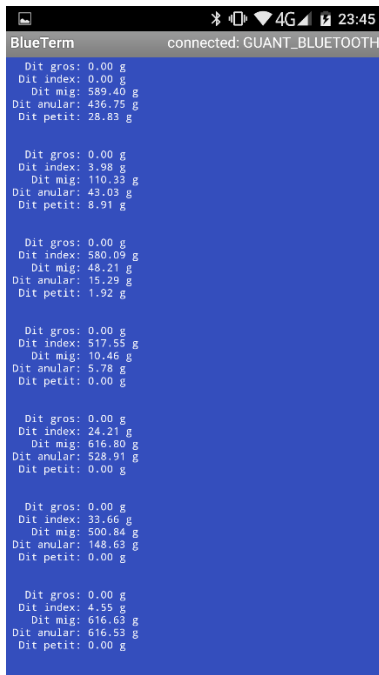 23:45
4G
BlueTerm connected: GUANT_BLUETOOTH
Dit gros: 0.00 g
Dit index: 0.00 g
Dit mig: 589.40 g
Dit anular: 436.75 g
Dit petit: 28.83 g
Dit gros: 0.00 g
Dit index: 3.98 g
Dit mig: 110.33 g
Dit anular: 43.03 g
Dit petit: 8.91 g
Dit gros: 0.00 g
Dit index: 580.09 g
Dit mig: 48.21 g
Dit anular: 15.29 g
Dit petit: 1.92 g
Dit gros: 0.00 g
Dit index: 517.55 g
Dit mig: 10.46 g
Dit anular: 5.78 g
Dit petit: 0.00 g
Dit gros: 0.00 g
Dit index: 24.21 g
Dit mig: 616.80 g
Dit anular: 528.91 g
Dit petit: 0.00 g
Dit gros: 0.00 g
Dit index: 33.66 g
Dit mig: 500.84 g
Dit anular: 148.63 g
Dit petit: 0.00 g
Dit gros: 0.00 g
Dit index: 4.55 g
Dit mig: 616.63 g
Dit anular: 616.53 g
Dit petit: 0.00 g